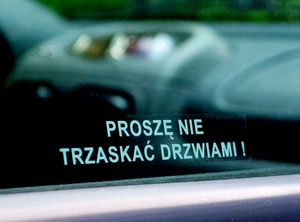 PROSZĘ NIE
TRZASKAĆ DRZWIAMI !